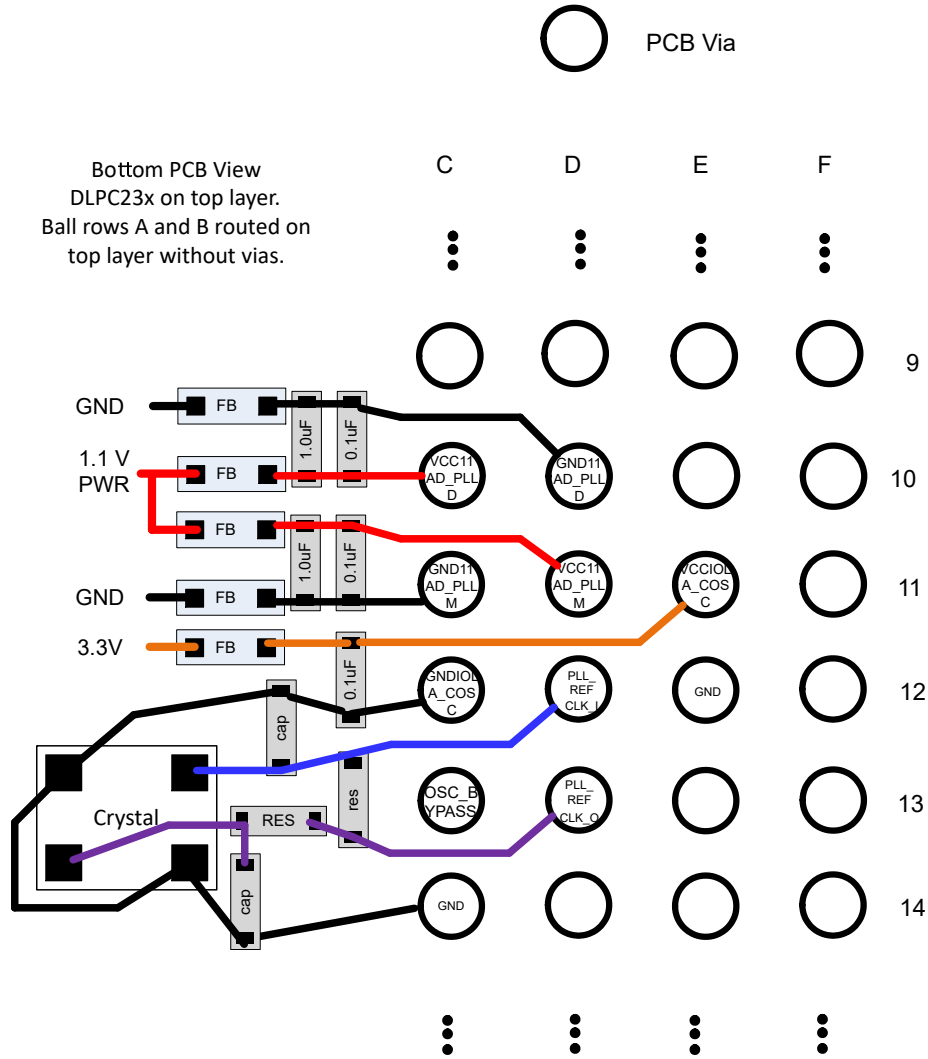 PCB Via
Bottom PCB View
DLPC23x on top layer.
Ball rows A and B routed on
top layer without vias.
C
D
E
F
9
GND
FB
1.0uF
0.1uF
1.1 V
PWR
FB
VCC11
AD_PLL
D
GND11
AD_PLL
D
10
FB
1.0uF
0.1uF
GND
FB
GND11
AD_PLL
M
VCC11
AD_PLL
M
VCCIOL
A_COS
C
11
3.3V
FB
0.1uF
GNDIOL
A_COS
C
PLL_
REF
CLK_I
GND
12
cap
Crystal
RES
res
OSC_B
YPASS
PLL_
REF
CLK_O
13
cap
GND
14